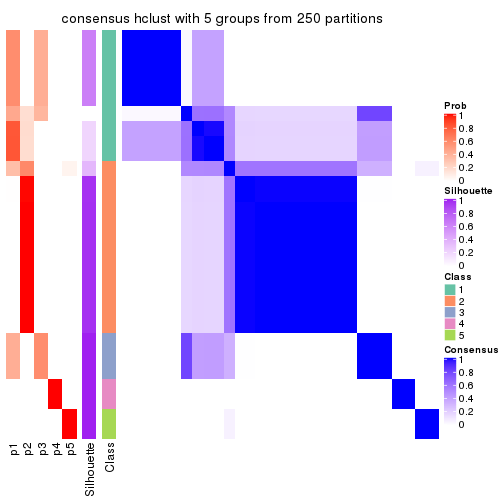 consensus hclust with 5 groups from 250 partitions
Prob
1
0.8
0.6
0.4
0.2
0
Silhouette
1
0.8
0.6
0.4
0.2
0
Class
1
2
3
4
5
Consensus
1
0.8
0.6
0.4
0.2
0
p1
p2
p3
p4
p5
Silhouette
Class